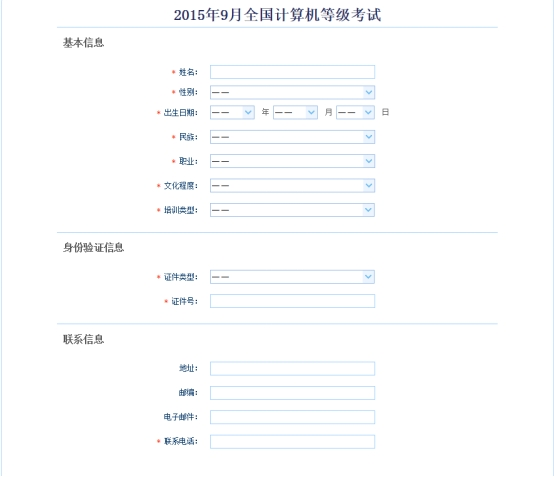 2015年9月全国计算机等级考试
基本信息
* 姓名:
* 性别: ——
* 出生日期: —— 年 —— 月 —— 日
* 民族: ——
* 职业: ——
* 文化程度: ——
* 培训类型: ——
身份验证信息
* 证件类型: ——
* 证件号:
联系信息
地址:
邮编:
电子邮件:
* 联系电话: